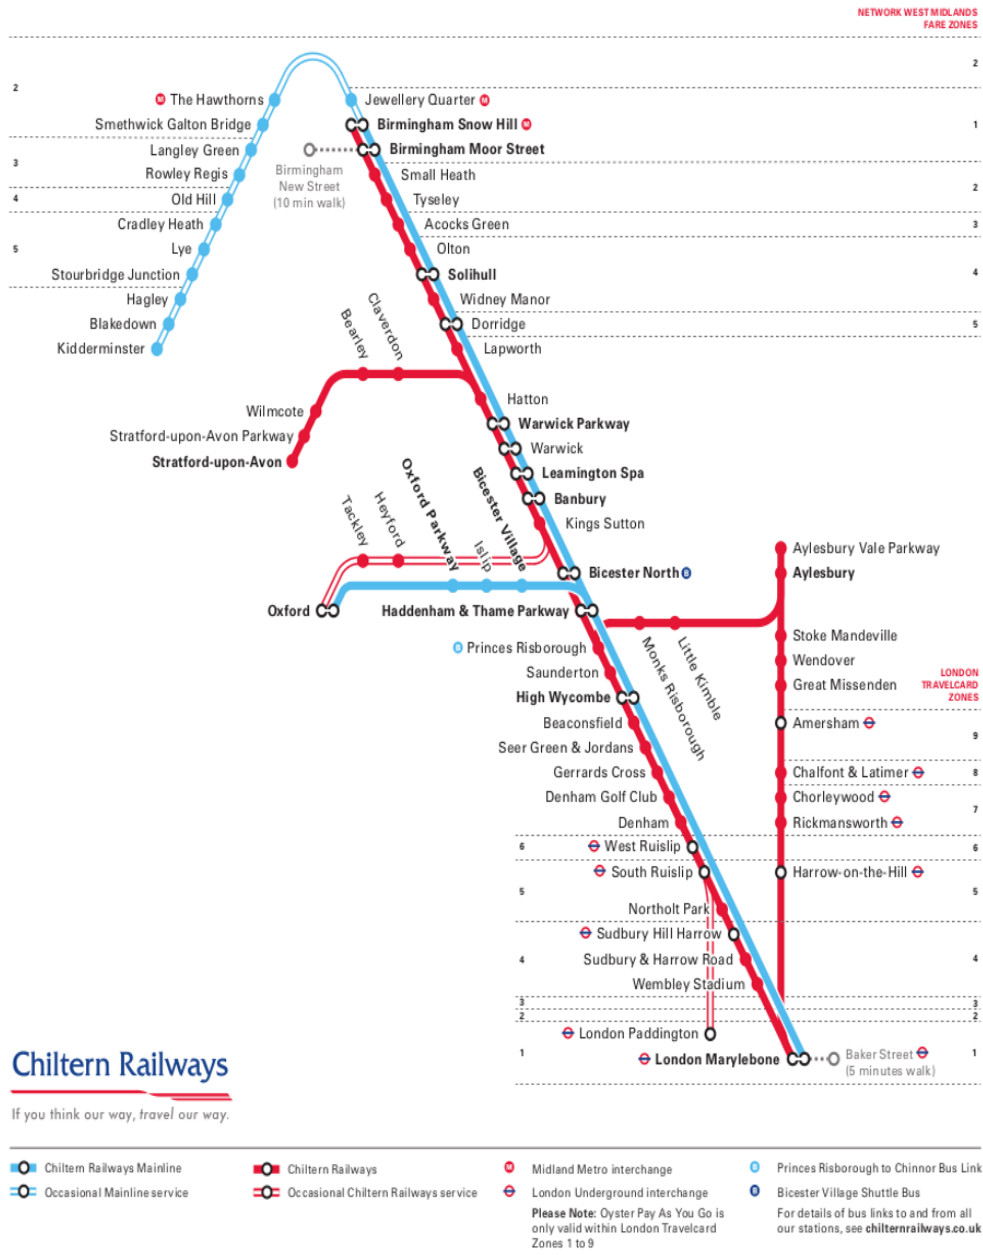 NETWORK WEST MIDLANDS
FARE ZONES
2
2
The Hawthorns
M
Jewellery Quarter
M
Smethwick Galton Bridge
Birmingham Snow Hill
M
1
Langley Green
Birmingham Moor Street
3
Rowley Regis
Birmingham
New Street
(10 min walk)
Small Heath
2
4
Old Hill
Tyseley
Cradley Heath
Acocks Green
3
5
Lye
Olton
Stourbridge Junction
Solihull
4
Hagley
Widney Manor
Blakedown
Dorridge
5
Kidderminster
Lapworth
Bearley
Claverdon
Hatton
Wilmcote
Warwick Parkway
Stratford-upon-Avon Parkway
Warwick
Stratford-upon-Avon
Leamington Spa
Banbury
Kings Sutton
Tackley
Heyford
Oxford Parkway
Islip
Bicester Village
Aylesbury Vale Parkway
Bicester North
B
Aylesbury
Oxford
Haddenham & Thame Parkway
Stoke Mandeville
B
Princes Risborough
Monks Risborough
Little Kimble
Wendover
Saunderton
Great Missenden
LONDON
TRAVELCARD
ZONES
High Wycombe
Beaconsfield
Amersham
9
Seer Green & Jordans
Gerrards Cross
Chalfont & Latimer
8
Denham Golf Club
Chorleywood
7
Denham
Rickmansworth
6
West Ruislip
6
South Ruislip
Harrow-on-the-Hill
5
5
Northolt Park
Sudbury Hill Harrow
4
Sudbury & Harrow Road
4
Wembley Stadium
3
3
2
2
London Paddington
1
London Marylebone
Baker Street
(5 minutes walk)
1
Chiltern Railways
If you think our way, travel our way.
Chiltern Railways Mainline
Occasional Mainline service
Chiltern Railways
Occasional Chiltern Railways service
M
Midland Metro interchange
London Underground interchange
Please Note: Oyster Pay As You Go is
only valid within London Travelcard
Zones 1 to 9
B
Princes Risborough to Chinnor Bus Link
B
Bicester Village Shuttle Bus
For details of bus links to and from all
our stations, see chilternrailways.co.uk